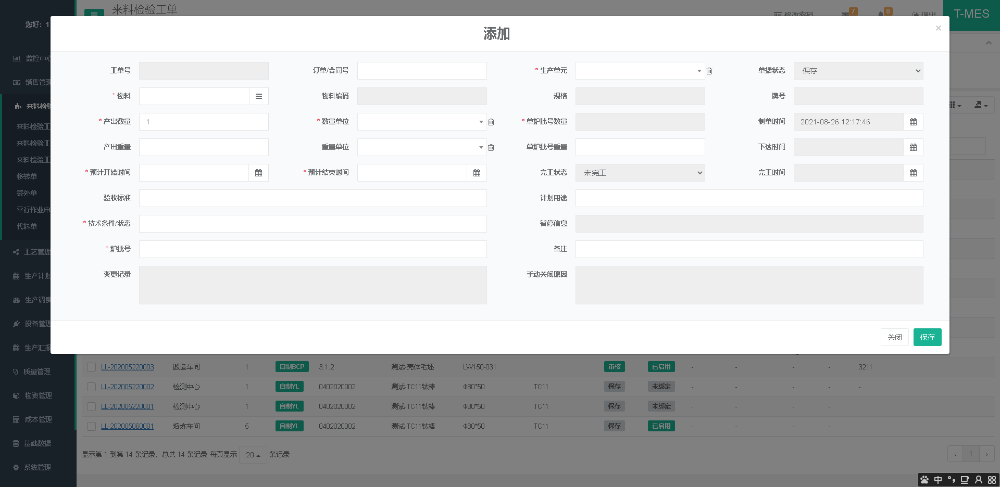 来料检验工单
修改密码
7
0
退出
T-MES
您好：1
添加
×
监控中心
销售管理
来料检验
来料检验工
来料检验工
来料检验工
移转单
委外单
平行作业申
代料单
工艺管理
生产计划
生产调度
设备管理
生产汇报
质量管理
物资管理
成本管理
基础数据
系统管理
工单号
订单/合同号
* 生产单元
单据状态 保存
* 物料
物料编码
规格
牌号
* 产出数量 1
* 数量单位
* 单炉批号数量
制单时间 2021-08-26 12:17:46
产出重量
重量单位
单炉批号重量
下达时间
* 预计开始时间
* 预计结束时间
完工状态 未完工
完工时间
验收标准
计划用途
* 技术条件/状态
暂停信息
* 炉批号
备注
变更记录
手动关闭原因
关闭
保存
LL-202005220003 锻造车间 1 自制BCP 3.1.2 测试-壳体毛坯 LW150-031 审核 已启用 - - - - 3211
LL-202005220002 检测中心 1 自制YL 0402020002 测试-TC11钛棒 Φ80*50 TC11 保存 未绑定 - - - - -
LL-202005220001 检测中心 1 自制YL 0402020002 测试-TC11钛棒 Φ80*50 TC11 保存 未绑定 - - - -
LL-202005060001 熔炼车间 5 自制YL 0402020002 测试-TC11钛棒 Φ80*50 TC11 保存 已启用 - - - -
显示第 1 到第 14 条记录，总共 14 条记录 每页显示 20 条记录
‹ 1 ›
中